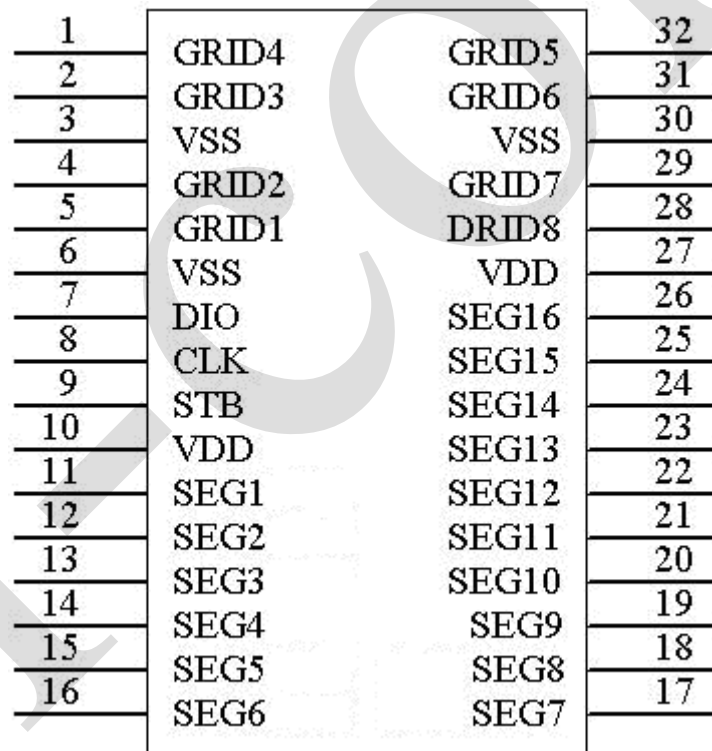 1 GRID4 GRID5 32
2 GRID3 GRID6 31
3 VSS VSS 30
4 GRID2 GRID7 29
5 GRID1 DRID8 28
6 VSS VDD 27
7 DIO SEG16 26
8 CLK SEG15 25
9 STB SEG14 24
10 VDD SEG13 23
11 SEG1 SEG12 22
12 SEG2 SEG11 21
13 SEG3 SEG10 20
14 SEG4 SEG9 19
15 SEG5 SEG8 18
16 SEG6 SEG7 17